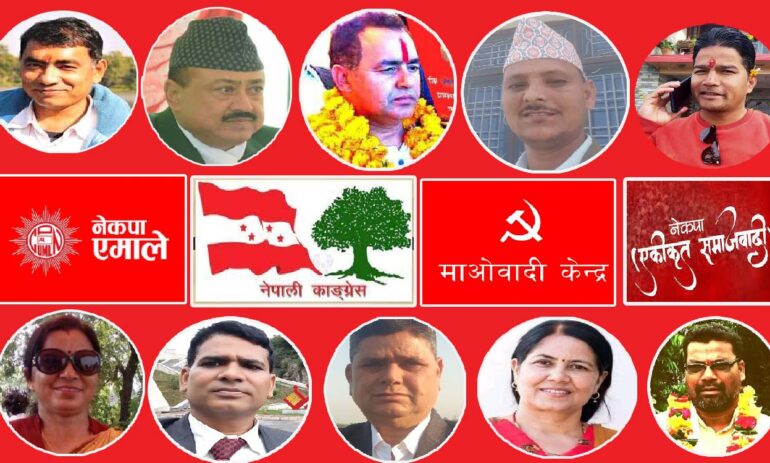 नेकपा
एमाले
नेपाली काङ्ग्रेस
माओवादी केन्द्र
नेकपा
(एकीकृत समाजवादी)